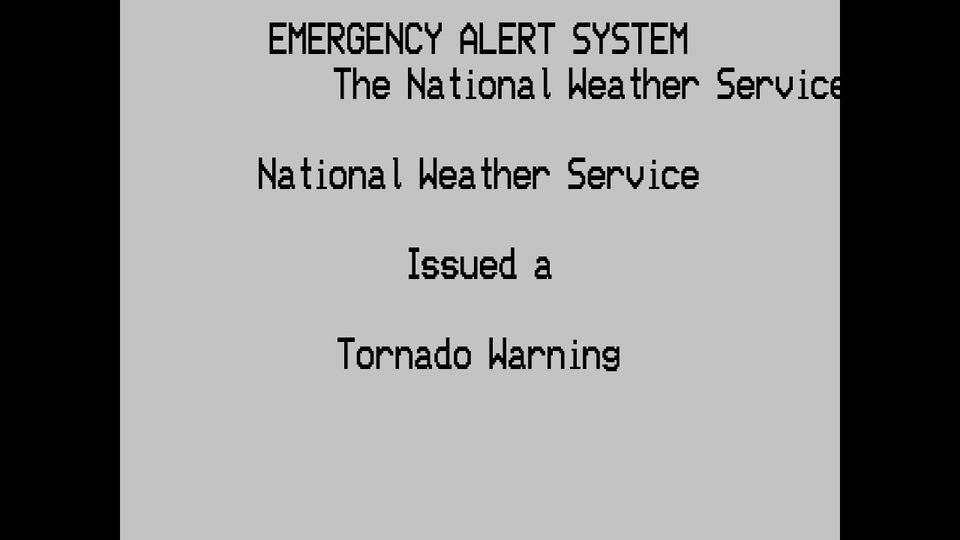 EMERGENCY ALERT SYSTEM
The National Weather Service
National Weather Service
Issued a
Tornado Warning